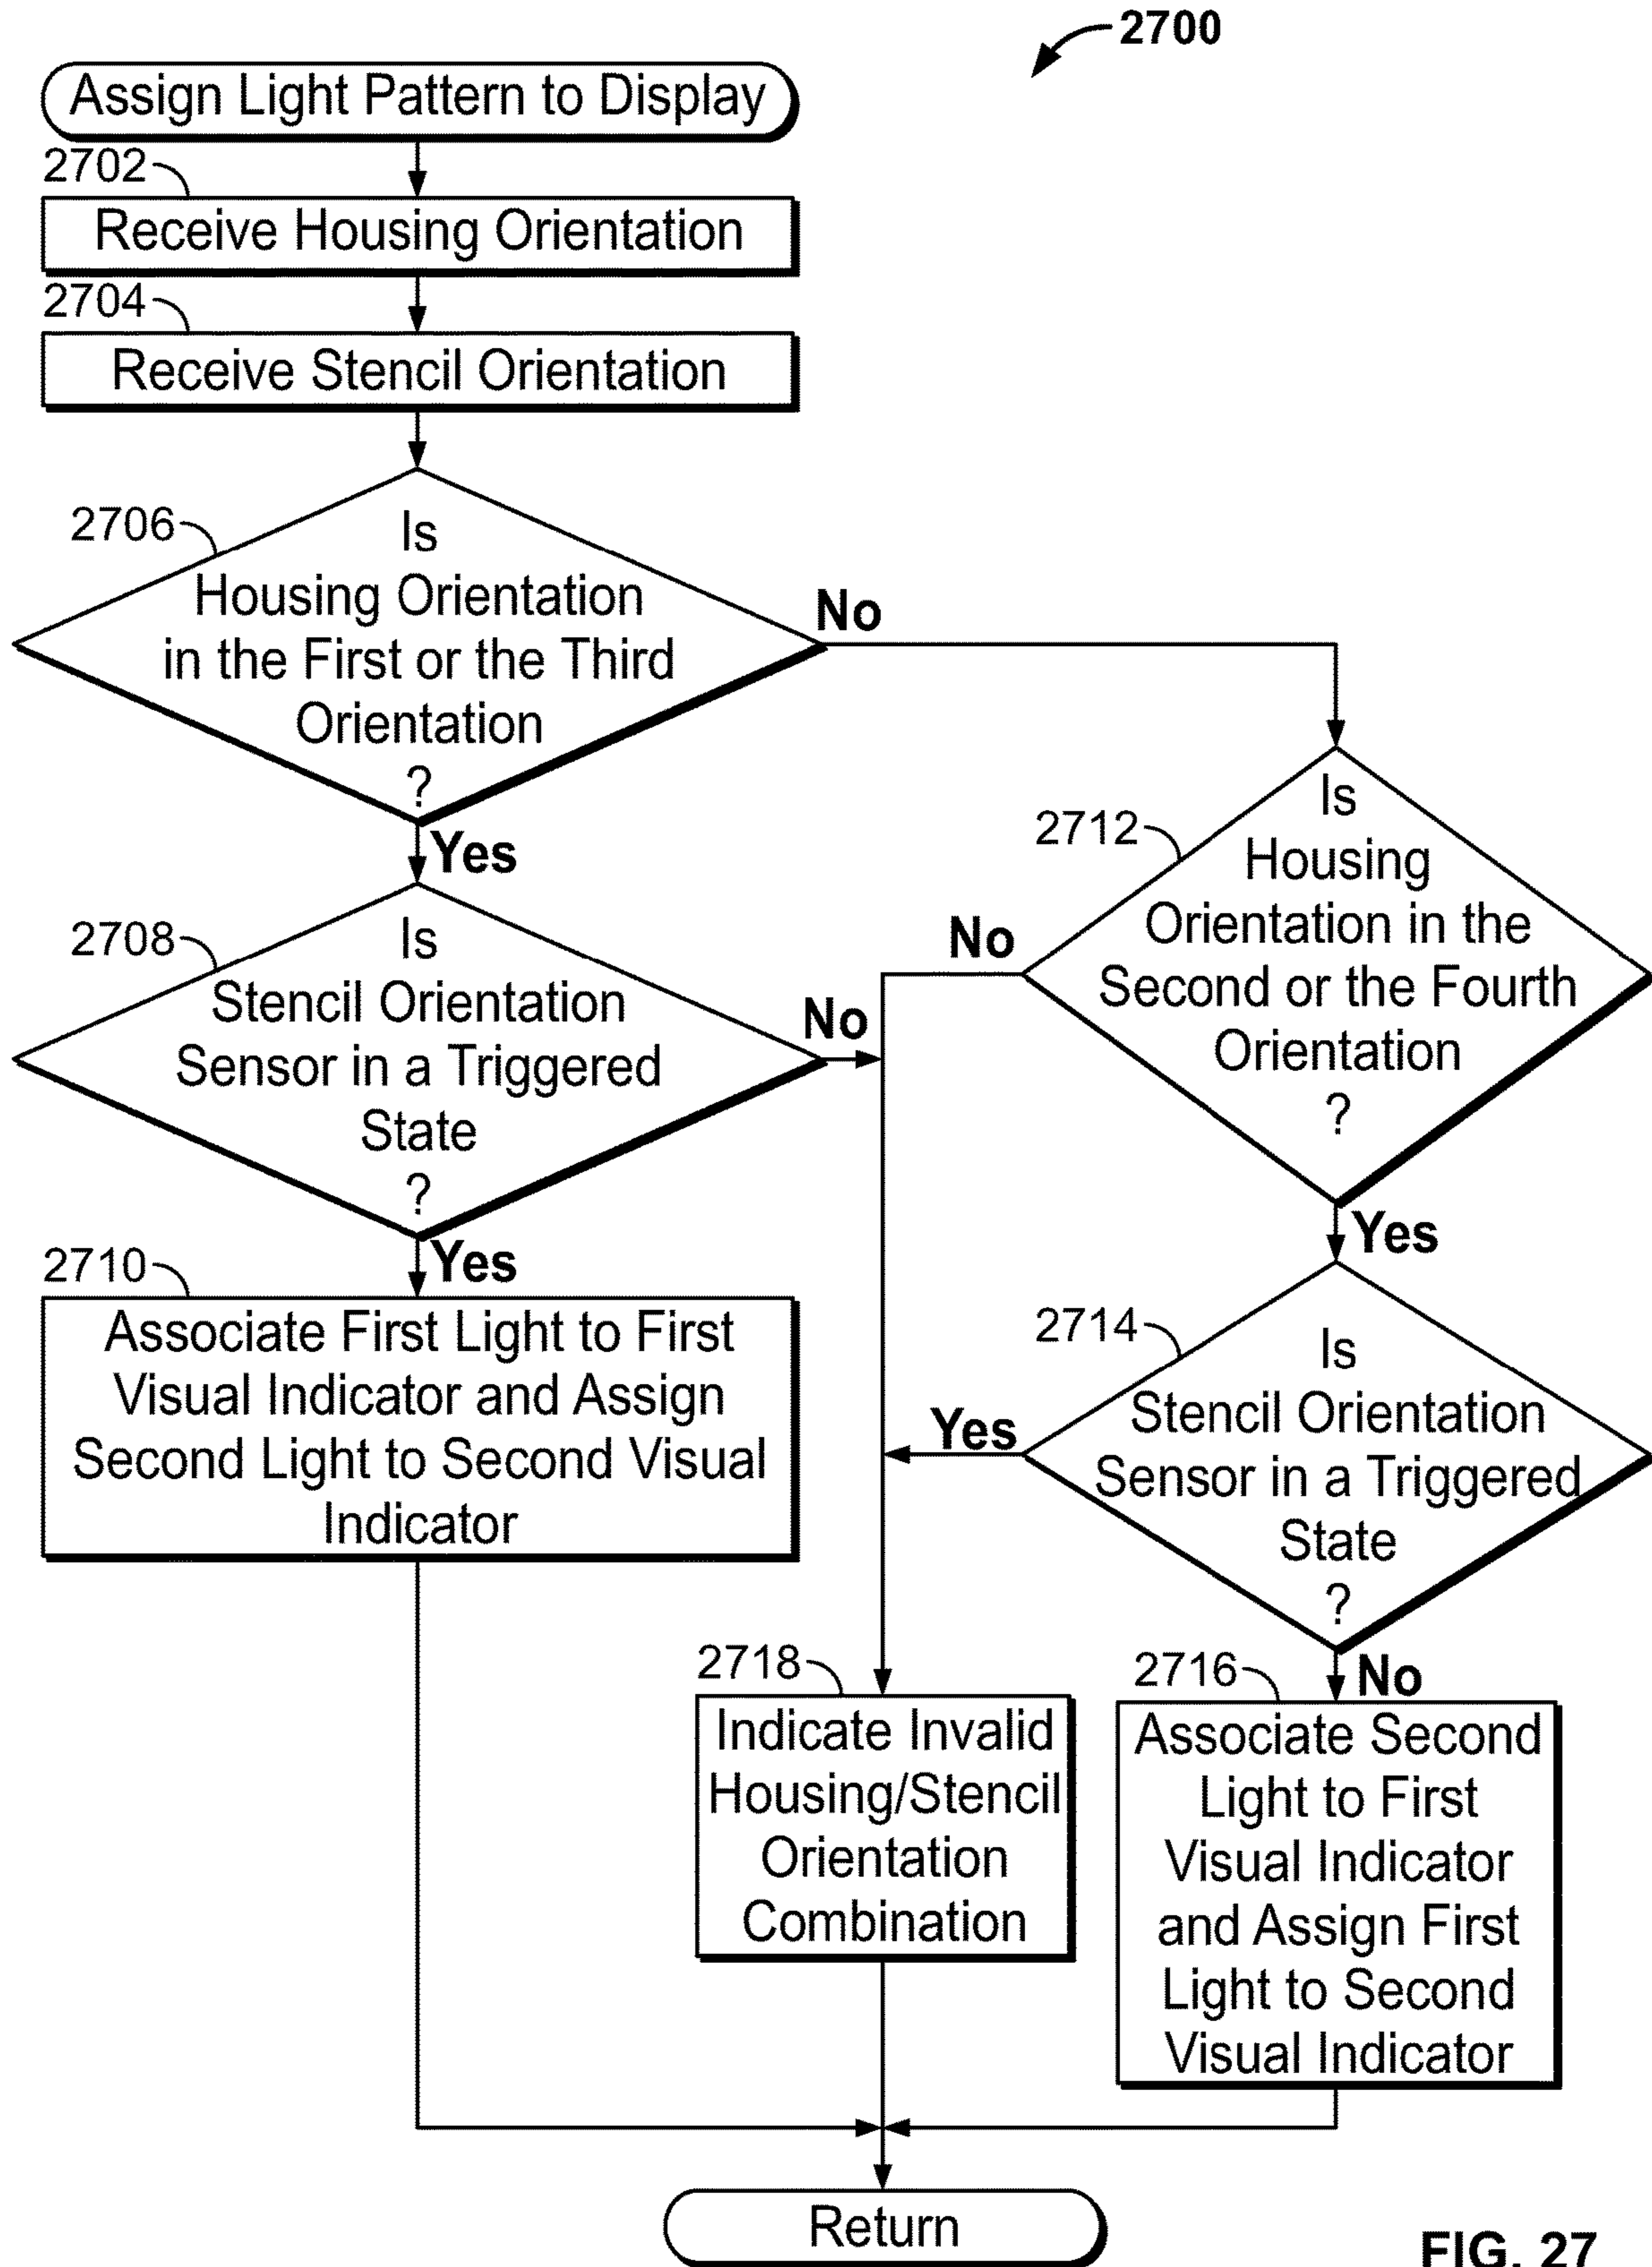 2700
Assign Light Pattern to Display
2702
Receive Housing Orientation
2704
Receive Stencil Orientation
2706
Is
Housing Orientation
in the First or the Third
Orientation
?
No
Yes
2708
Is
Stencil Orientation
Sensor in a Triggered
State
?
No
Yes
2710
Associate First Light to First
Visual Indicator and Assign
Second Light to Second Visual
Indicator
2712
Is
Housing
Orientation in the
Second or the Fourth
Orientation
?
No
Yes
2714
Is
Stencil Orientation
Sensor in a Triggered
State
?
Yes
No
2718
Indicate Invalid
Housing/Stencil
Orientation
Combination
2716
Associate Second
Light to First
Visual Indicator
and Assign First
Light to Second
Visual Indicator
Return
FIG. 27